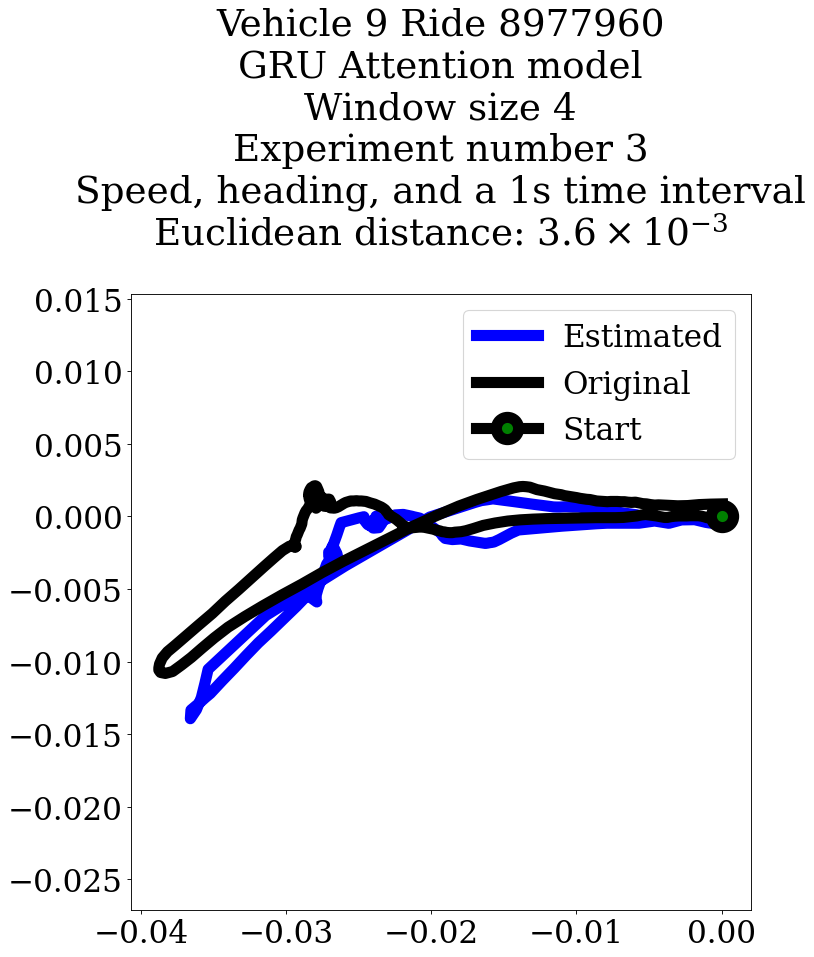 Vehicle 9 Ride 8977960
GRU Attention model
Window size 4
Experiment number 3
Speed, heading, and a 1s time interval
Euclidean distance: 3.6 × 10⁻³
0.015
0.010
0.005
0.000
−0.005
−0.010
−0.015
−0.020
−0.025
Estimated
Original
Start
−0.04 −0.03 −0.02 −0.01 0.00